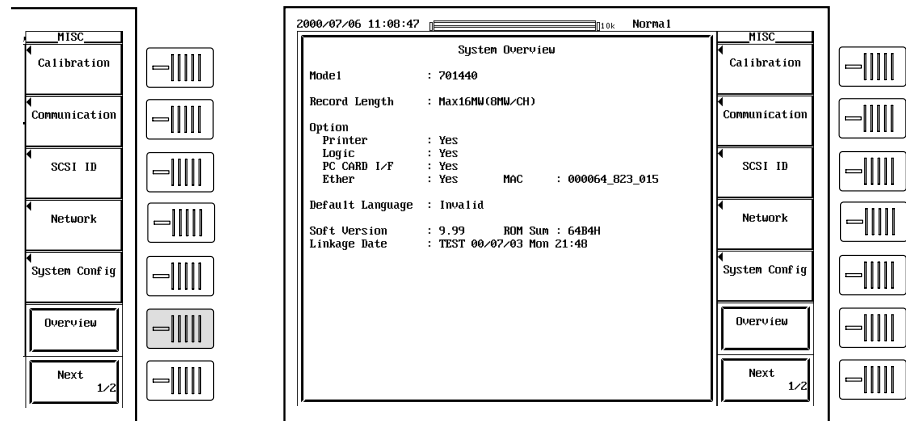 MISC
Calibration
Communication
SCSI ID
Network
System Config
Overview
Next
1/2
2000/07/06 11:08:47 10k Normal
System Overview
Model : 701440
Record Length : Max16MW(8MW/CH)
Option
Printer : Yes
Logic : Yes
PC CARD I/F : Yes
Ether : Yes MAC : 000064_823_015
Default Language : Invalid
Soft Version : 9.99 ROM Sum : 64B4H
Linkage Date : TEST 00/07/03 Mon 21:48
MISC
Calibration
Communication
SCSI ID
Network
System Config
Overview
Next
1/2